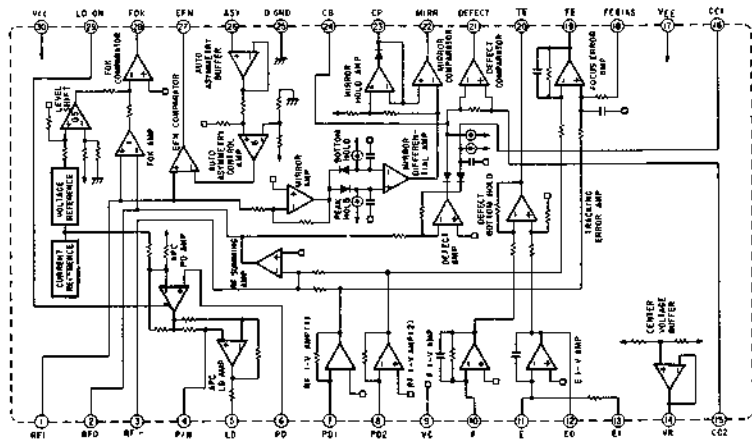 VCC LD ON FOK EFM ASY D GND CB CP MIRR DEFECT TE FE FEBIAS VEE CC1
30 29 28 27 26 25 24 23 22 21 20 19 18 17 16
FOK COMPARATOR
LEVEL SHIFT
FOK AMP
EFM COMPARATOR
AUTO ASYMMETRY BUFFER
AUTO ASYMMETRY CONTROL AMP
MIRROR HOLD AMP
MIRROR COMPARATOR
DEFECT COMPARATOR
FOCUS ERROR AMP
VOLTAGE REFERENCE
CURRENT REFERENCE
MIRROR AMP
BOTTOM HOLD
PEAK HOLD
MIRROR DIFFERENTIAL AMP
DEFECT AMP
DEFECT BOTTOM HOLD
TRACKING ERROR AMP
APC PD AMP
APC LD AMP
RF SUMMING AMP
RF I-V AMP(1)
RF I-V AMP(2)
F I-V AMP
E I-V AMP
CENTER VOLTAGE BUFFER
1 2 3 4 5 6 7 8 9 10 11 12 13 14 15
RFI RFO RF- P/N LD PD PD1 PD2 VC F E EO EI VR CC2